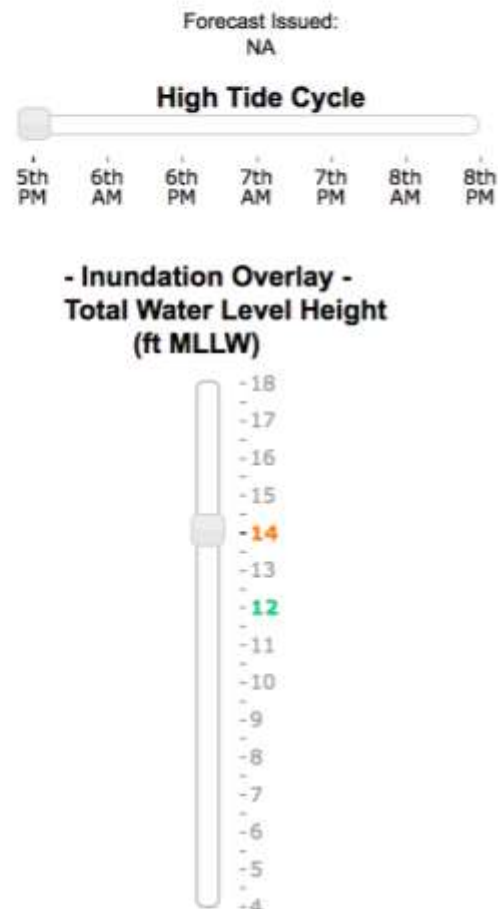 Forecast Issued:
NA
High Tide Cycle
5th 6th 6th 7th 7th 8th 8th
PM AM PM AM PM AM PM
- Inundation Overlay -
Total Water Level Height
(ft MLLW)
-18
-17
-16
-15
-14
-13
-12
-11
-10
-9
-8
-7
-6
-5
-4